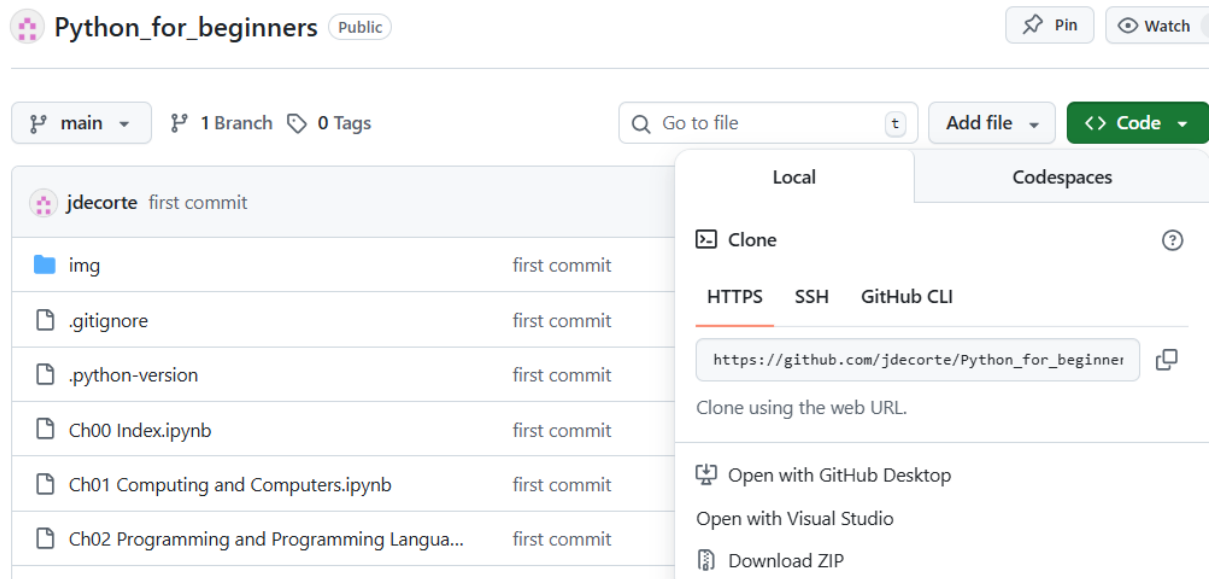 Python_for_beginners Public Pin Watch
main 1 Branch 0 Tags Go to file t Add file <> Code
jdecorte first commit
img first commit
.gitignore first commit
.python-version first commit
Ch00 Index.ipynb first commit
Ch01 Computing and Computers.ipynb first commit
Ch02 Programming and Programming Langua... first commit
Local Codespaces
Clone
HTTPS SSH GitHub CLI
https://github.com/jdecorte/Python_for_beginner
Clone using the web URL.
Open with GitHub Desktop
Open with Visual Studio
Download ZIP